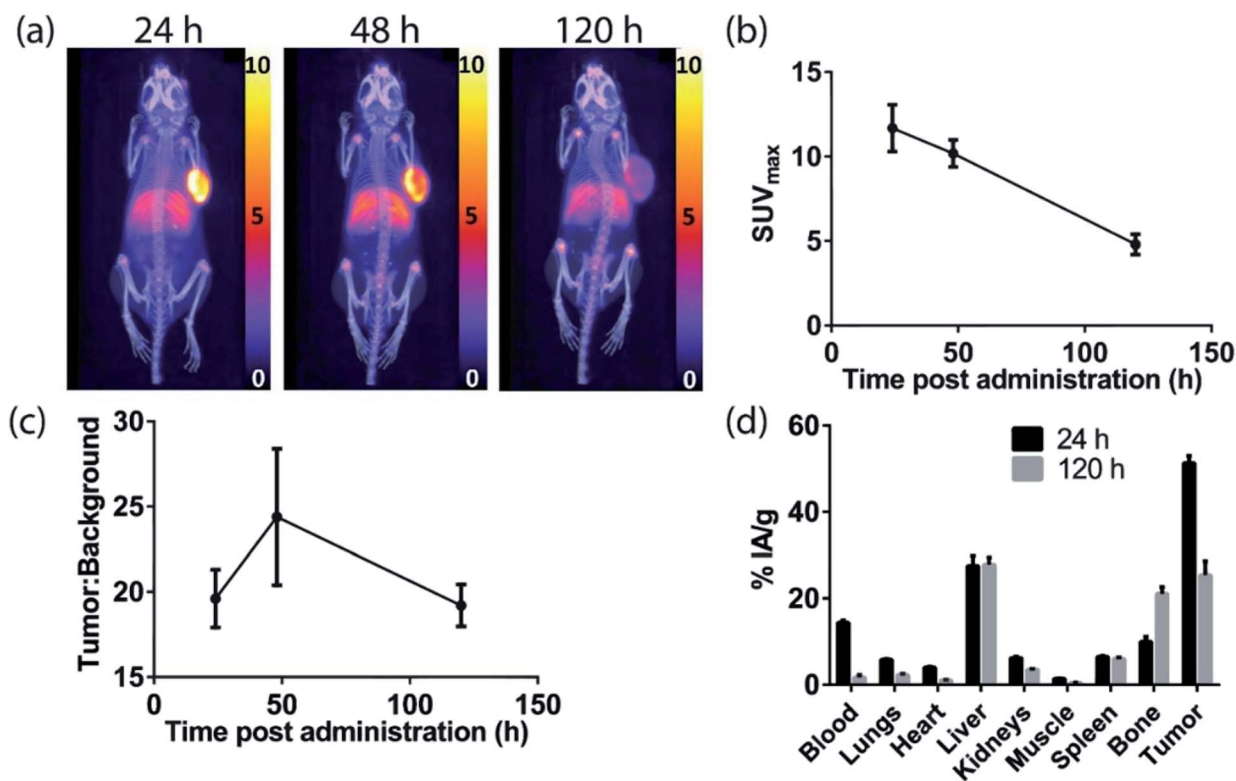 (a)
24 h
48 h
120 h
10
5
0
10
5
0
10
5
0
(b)
SUVmax
15
10
5
0
0 50 100 150
Time post administration (h)
(c)
Tumor:Background
30
25
20
15
0 50 100 150
Time post administration (h)
(d)
% IA/g
60
40
20
0
24 h
120 h
Blood
Lungs
Heart
Liver
Kidneys
Muscle
Spleen
Bone
Tumor